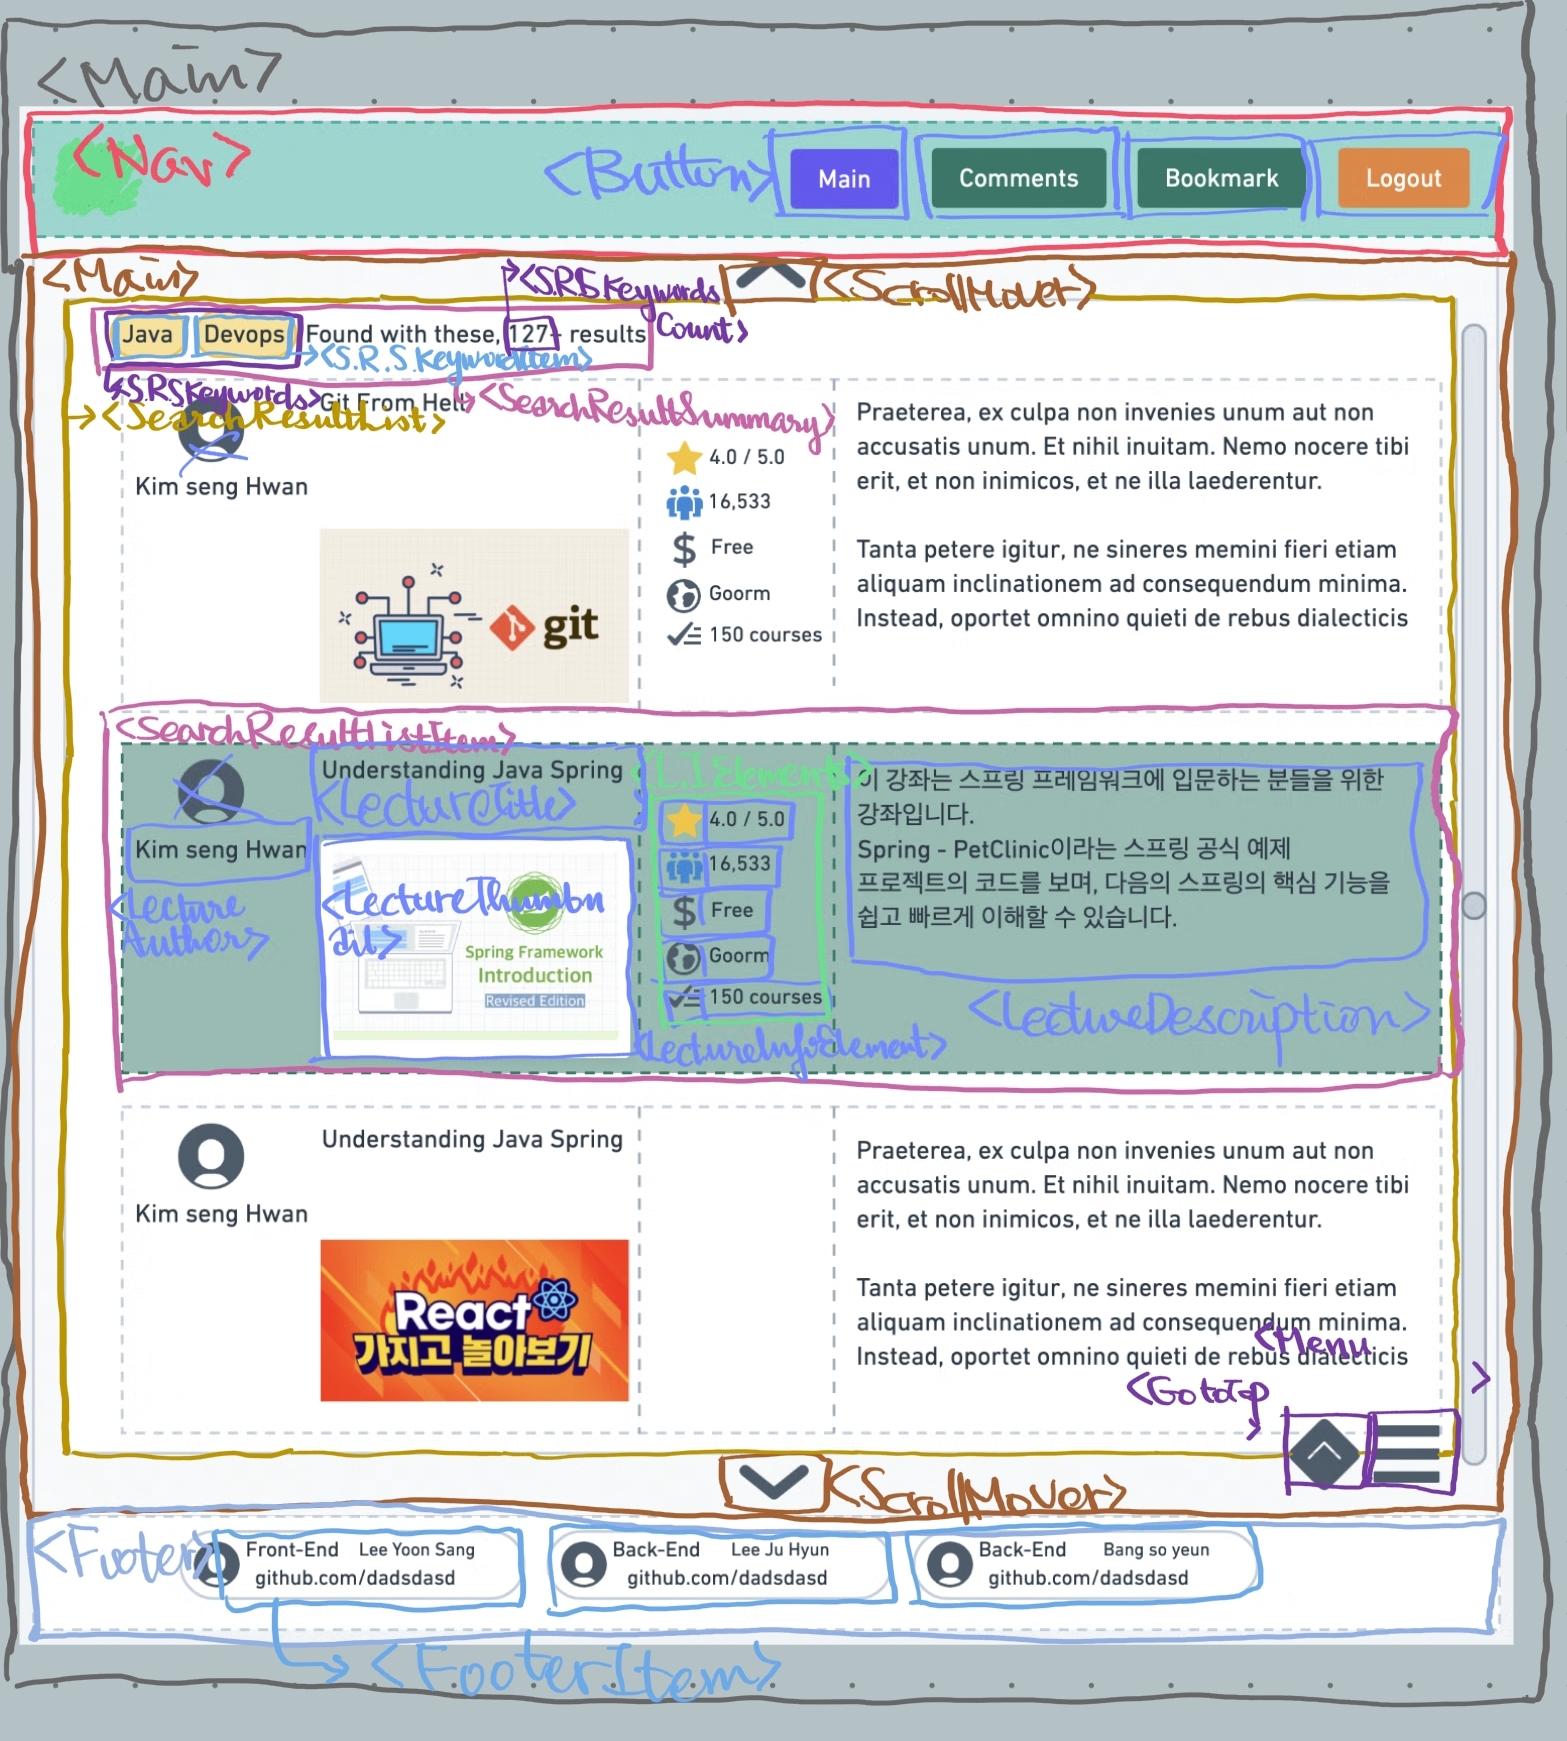 <Main>
<Nav>
<Button>
Main
Comments
Bookmark
Logout
<Main>
<S.R.S Keywords
Count>
<ScrollMover>
Java
Devops
Found with these, 127+ results
<S.R.S.KeywordItem>
<S.R.S Keywords>
<SearchResultSummary>
<SearchResultList>
Git From Hell
Kim seng Hwan
git
4.0 / 5.0
16,533
Free
Goorm
150 courses
Praeterea, ex culpa non invenies unum aut non
accusatis unum. Et nihil inuitam. Nemo nocere tibi
erit, et non inimicos, et ne illa laederentur.
Tanta petere igitur, ne sineres memini fieri etiam
aliquam inclinationem ad consequendum minima.
Instead, oportet omnino quieti de rebus dialecticis
<SearchResultListItem>
Kim seng Hwan
<Lecture
Author>
Understanding Java Spring
<LectureTitle>
<LectureThumbn
ail>
Spring Framework
Introduction
Revised Edition
<L.I Elements>
4.0 / 5.0
16,533
Free
Goorm
150 courses
<LectureInfoElement>
이 강좌는 스프링 프레임워크에 입문하는 분들을 위한
강좌입니다.
Spring - PetClinic이라는 스프링 공식 예제
프로젝트의 코드를 보며, 다음의 스프링의 핵심 기능을
쉽고 빠르게 이해할 수 있습니다.
<LectureDescription>
Kim seng Hwan
Understanding Java Spring
React
가지고 놀아보기
Praeterea, ex culpa non invenies unum aut non
accusatis unum. Et nihil inuitam. Nemo nocere tibi
erit, et non inimicos, et ne illa laederentur.
Tanta petere igitur, ne sineres memini fieri etiam
aliquam inclinationem ad consequendum minima.
Instead, oportet omnino quieti de rebus dialecticis
<Menu
>
<GotoTop
>
<ScrollMover>
<Footer>
Front-End Lee Yoon Sang
github.com/dadsdasd
Back-End Lee Ju Hyun
github.com/dadsdasd
Back-End Bang so yeun
github.com/dadsdasd
<FooterItem>